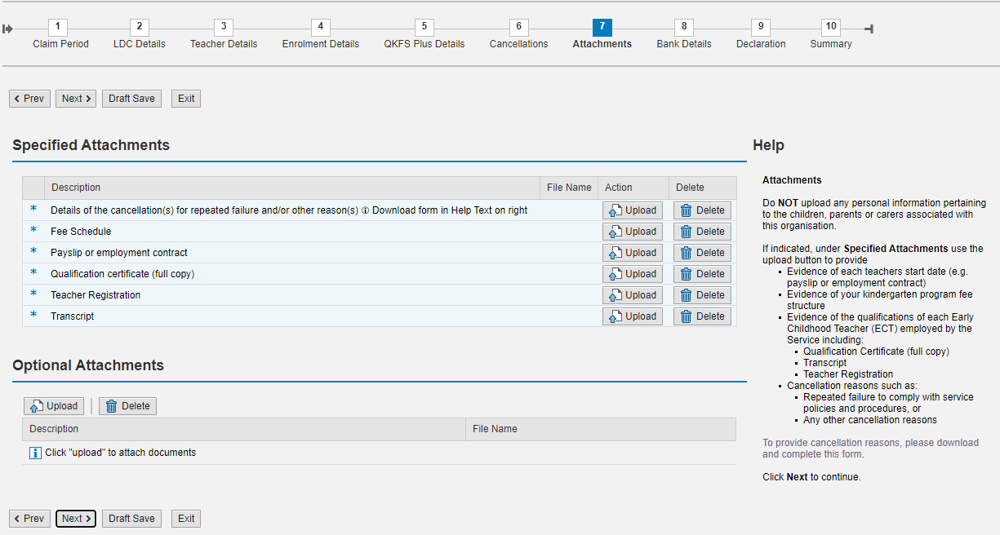 1 2 3 4 5 6 7 8 9 10
Claim Period LDC Details Teacher Details Enrolment Details QKFS Plus Details Cancellations Attachments Bank Details Declaration Summary
Prev Next Draft Save Exit
Specified Attachments
Description File Name Action Delete
* Details of the cancellation(s) for repeated failure and/or other reason(s) Download form in Help Text on right Upload Delete
* Fee Schedule Upload Delete
* Payslip or employment contract Upload Delete
* Qualification certificate (full copy) Upload Delete
* Teacher Registration Upload Delete
* Transcript Upload Delete
Optional Attachments
Upload Delete
Description File Name
Click "upload" to attach documents
Prev Next Draft Save Exit
Help
Attachments
Do NOT upload any personal information pertaining
to the children, parents or carers associated with
this organisation.
If indicated, under Specified Attachments use the
upload button to provide
Evidence of each teachers start date (e.g.
payslip or employment contract)
Evidence of your kindergarten program fee
structure
Evidence of the qualifications of each Early
Childhood Teacher (ECT) employed by the
Service including:
Qualification Certificate (full copy)
Transcript
Teacher Registration
Cancellation reasons such as:
Repeated failure to comply with service
policies and procedures, or
Any other cancellation reasons
To provide cancellation reasons, please download
and complete this form.
Click Next to continue.